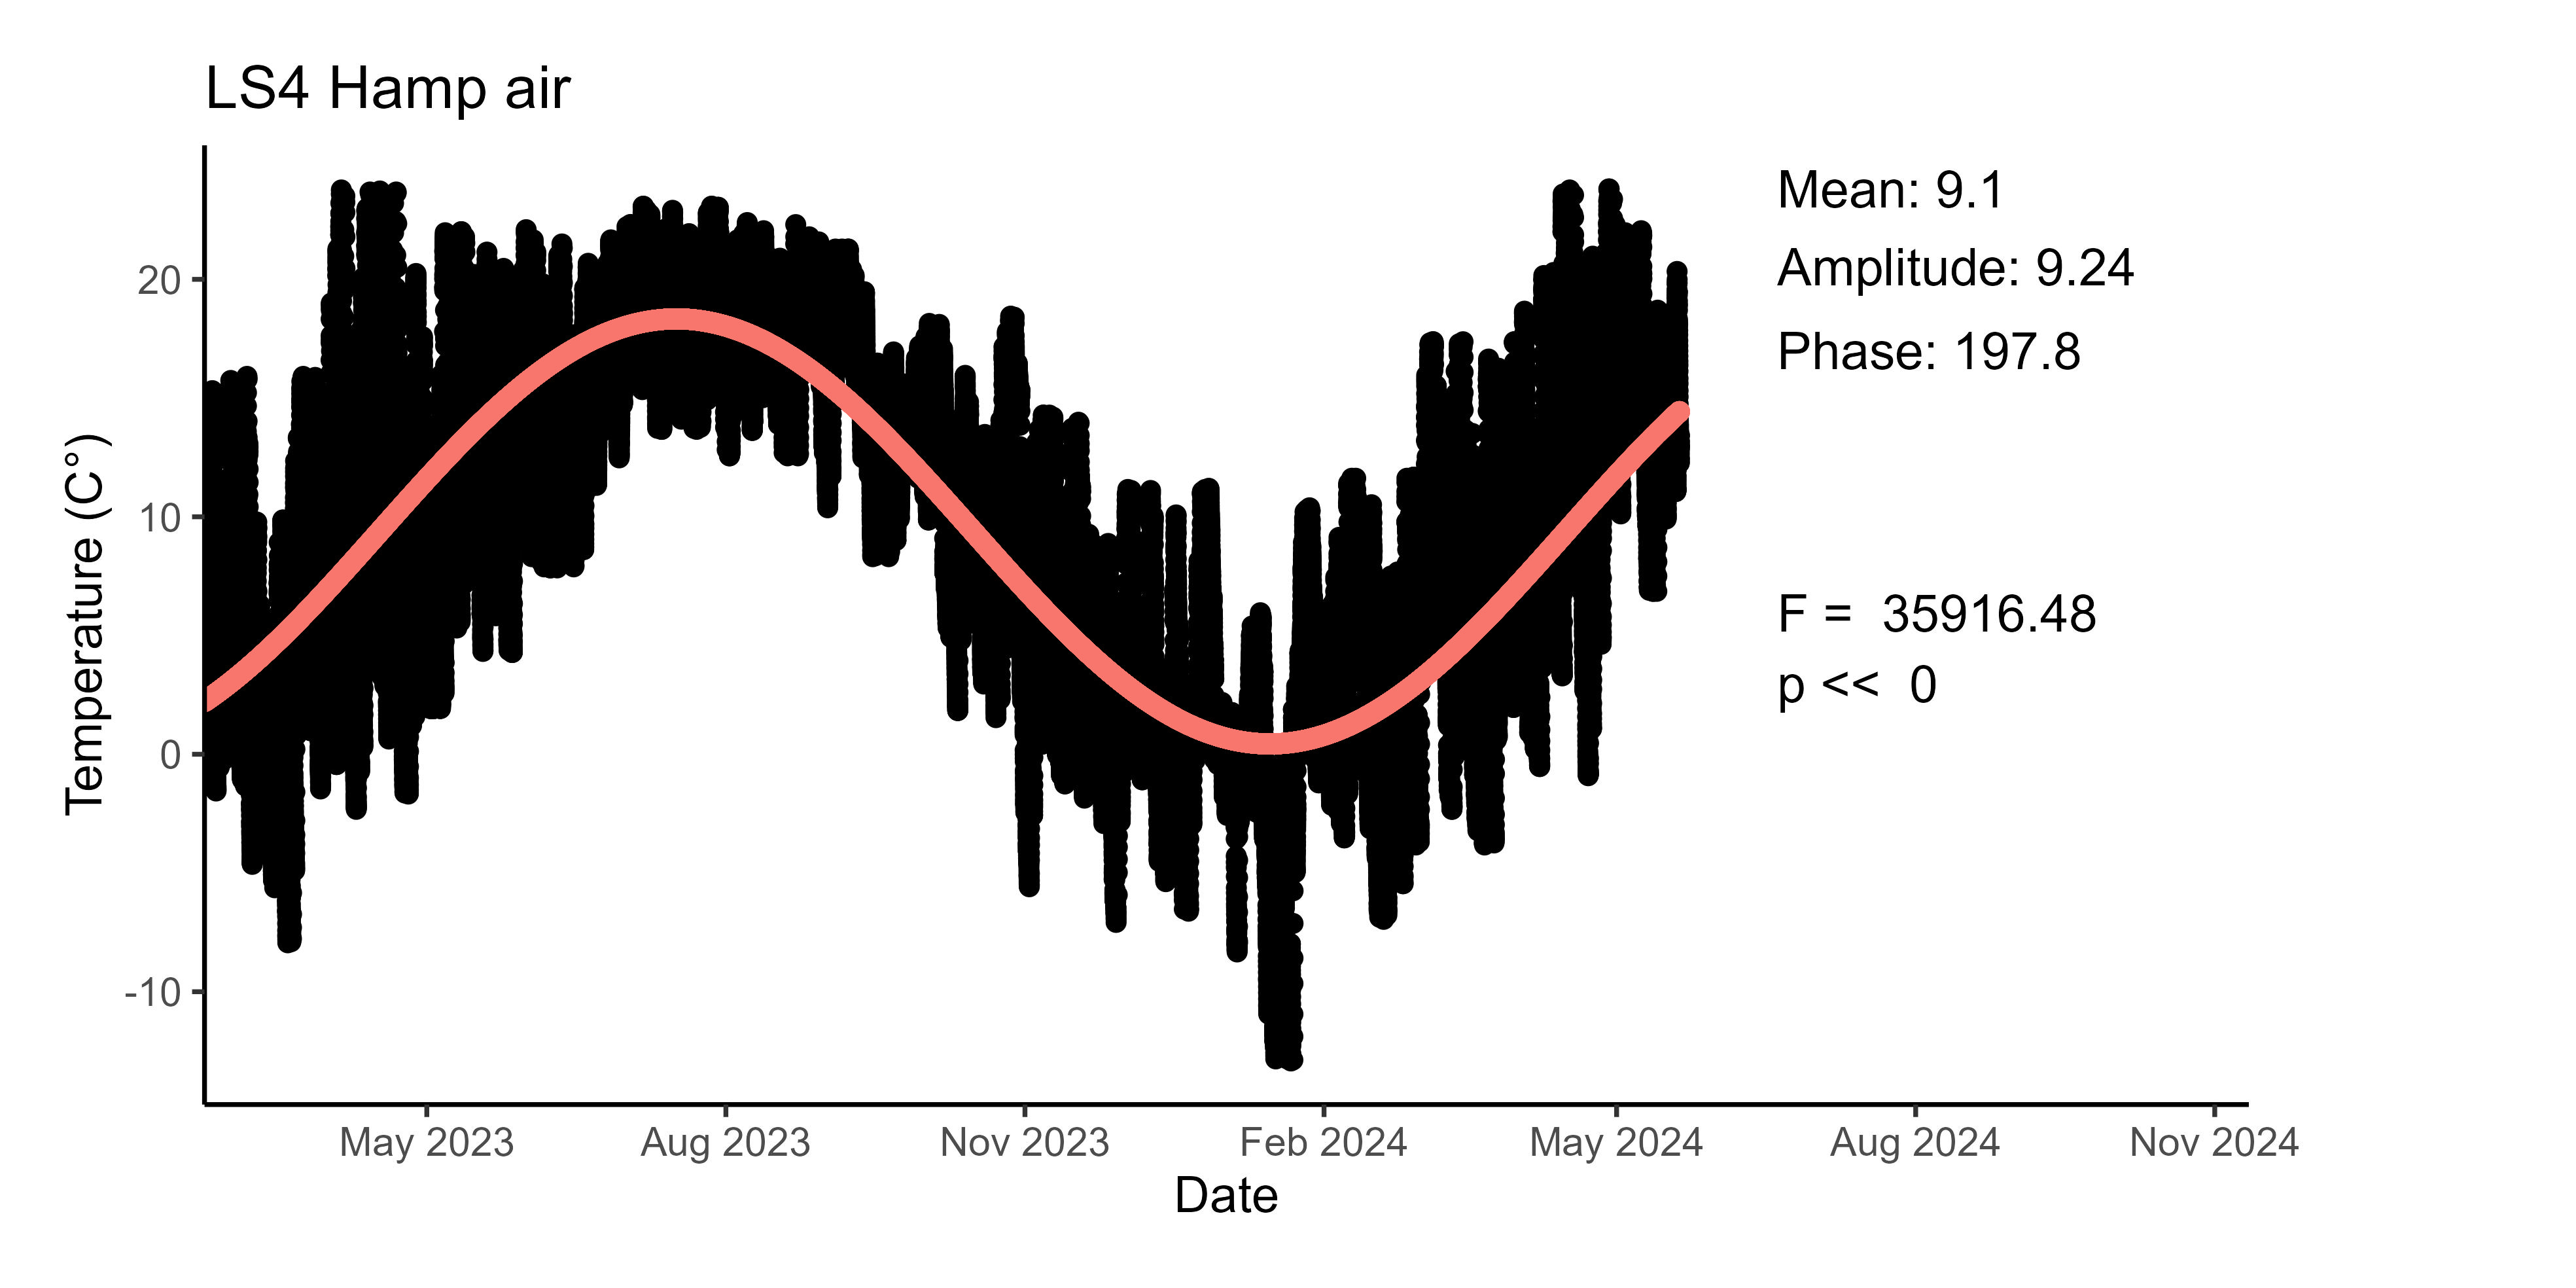 LS4 Hamp air
Mean: 9.1
Amplitude: 9.24
Phase: 197.8
F =  35916.48
p <<  0
Temperature (C°)
20
10
0
-10
May 2023
Aug 2023
Nov 2023
Feb 2024
May 2024
Aug 2024
Nov 2024
Date